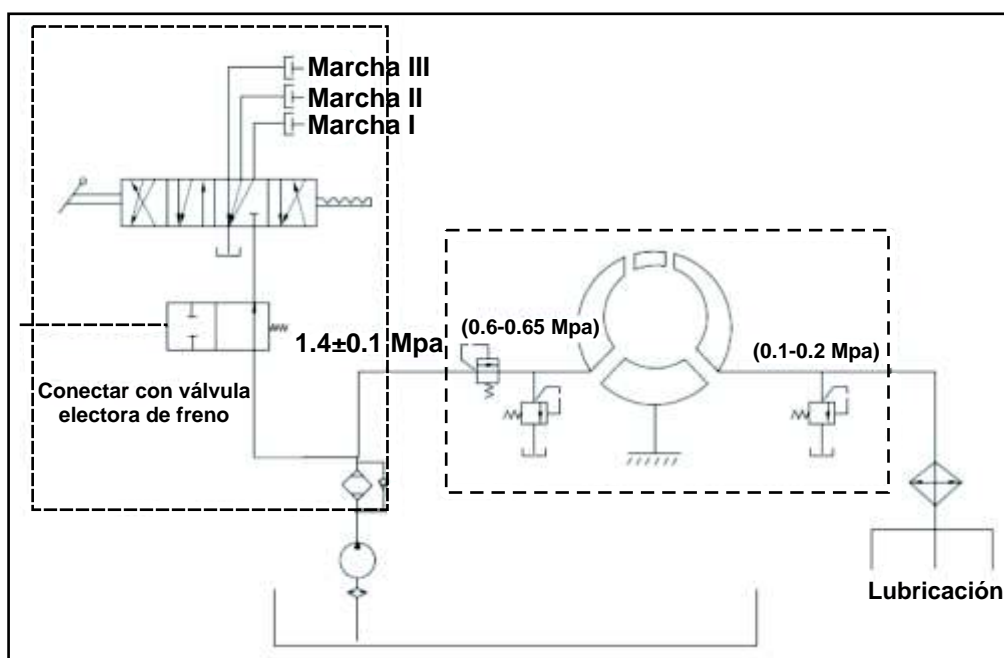 Marcha III
Marcha II
Marcha I
1.4±0.1 Mpa
(0.6-0.65 Mpa)
(0.1-0.2 Mpa)
Conectar con válvula
electora de freno
Lubricación